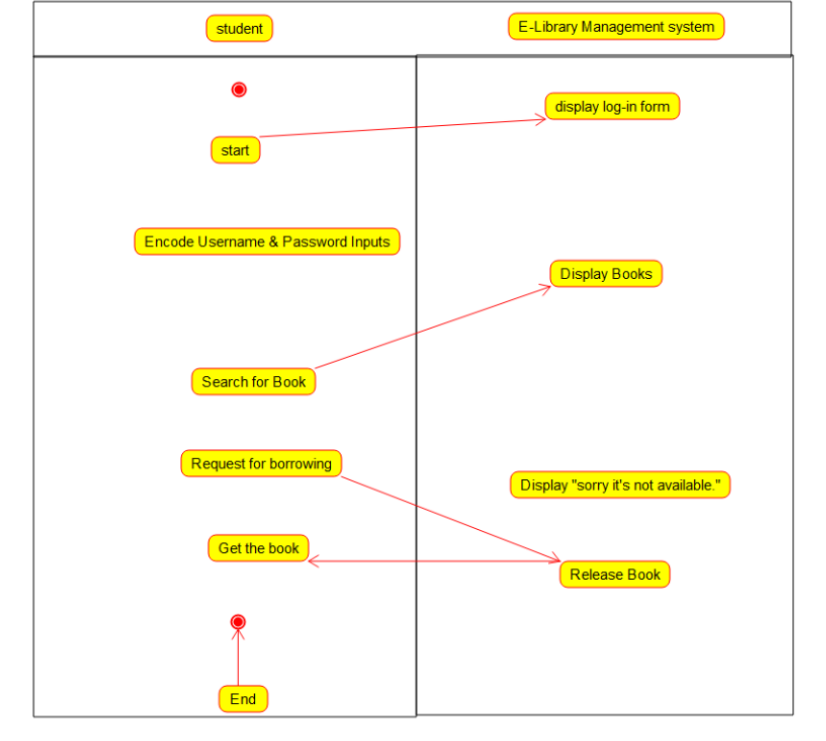 student
E-Library Management system
display log-in form
start
Encode Username & Password Inputs
Display Books
Search for Book
Request for borrowing
Display "sorry it's not available."
Get the book
Release Book
End